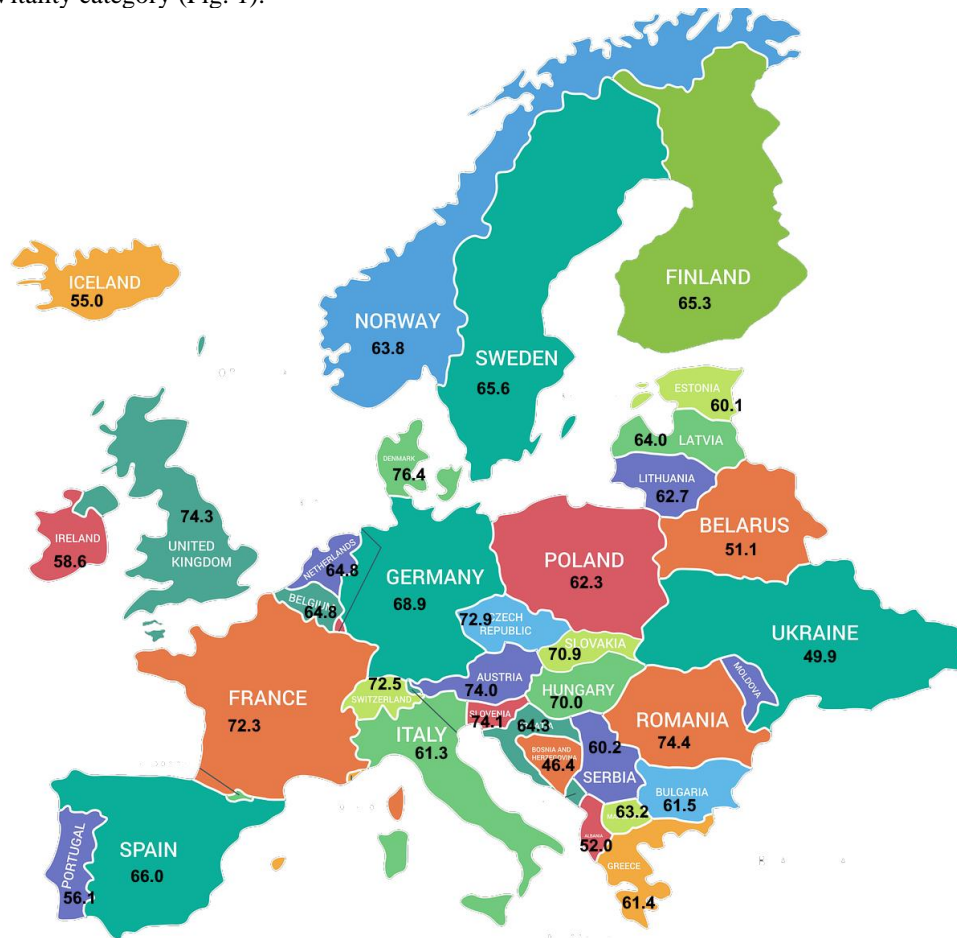 Vitality category (Fig. 1).
ICELAND
55.0
FINLAND
65.3
NORWAY
63.8
SWEDEN
65.6
ESTONIA
60.1
64.0 LATVIA
DENMARK
76.4
LITHUANIA
62.7
74.3
UNITED
KINGDOM
IRELAND
58.6
BELARUS
51.1
NETHERLANDS
64.8
POLAND
62.3
GERMANY
68.9
BELGIUM
64.8
72.9 CZECH
REPUBLIC
UKRAINE
49.9
SLOVAKIA
70.9
AUSTRIA
74.0
72.5
SWITZERLAND
FRANCE
72.3
HUNGARY
70.0
MOLDOVA
SLOVENIA
74.1
64.3
ROMANIA
74.4
ITALY
61.3
BOSNIA AND
HERZEGOVINA
46.4
60.2
SERBIA
BULGARIA
61.5
63.2
ALBANIA
52.0
GREECE
61.4
PORTUGAL
56.1
SPAIN
66.0